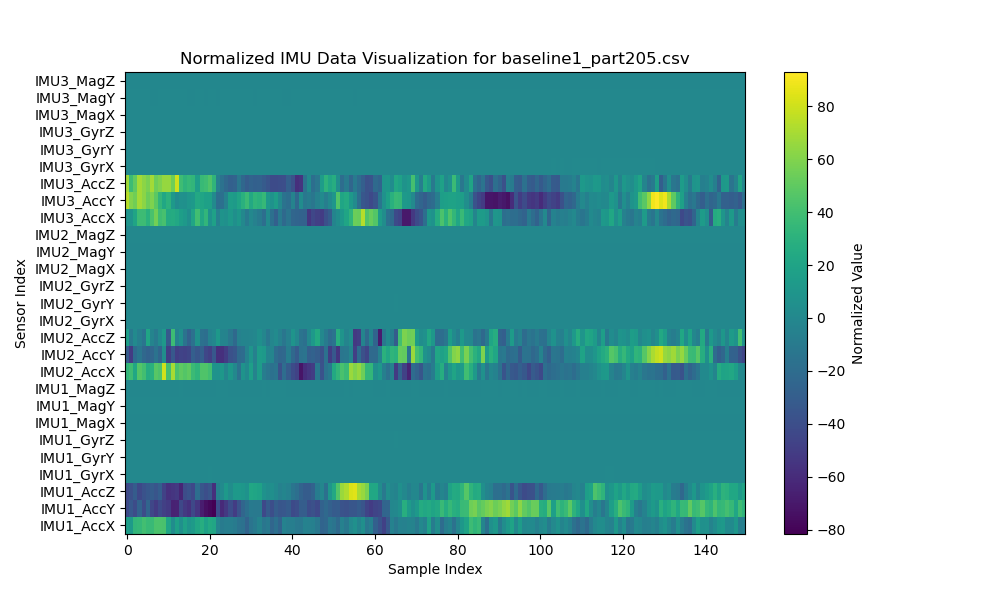 Normalized IMU Data Visualization for baseline1_part205.csv
IMU3_MagZ
IMU3_MagY
IMU3_MagX
IMU3_GyrZ
IMU3_GyrY
IMU3_GyrX
IMU3_AccZ
IMU3_AccY
IMU3_AccX
IMU2_MagZ
IMU2_MagY
IMU2_MagX
IMU2_GyrZ
IMU2_GyrY
IMU2_GyrX
IMU2_AccZ
IMU2_AccY
IMU2_AccX
IMU1_MagZ
IMU1_MagY
IMU1_MagX
IMU1_GyrZ
IMU1_GyrY
IMU1_GyrX
IMU1_AccZ
IMU1_AccY
IMU1_AccX
Sensor Index
0 20 40 60 80 100 120 140
Sample Index
80
60
40
20
0
−20
−40
−60
−80
Normalized Value